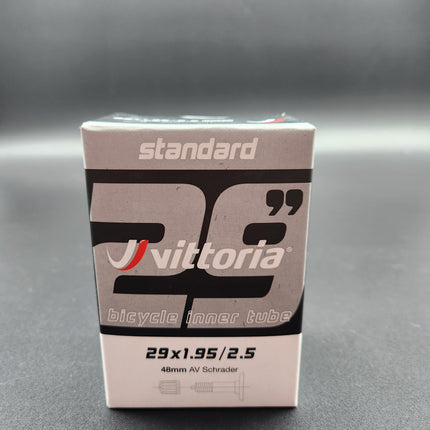 standard
29”
vittoria®
bicycle inner tube
29x1.95/2.5
48mm AV Schrader